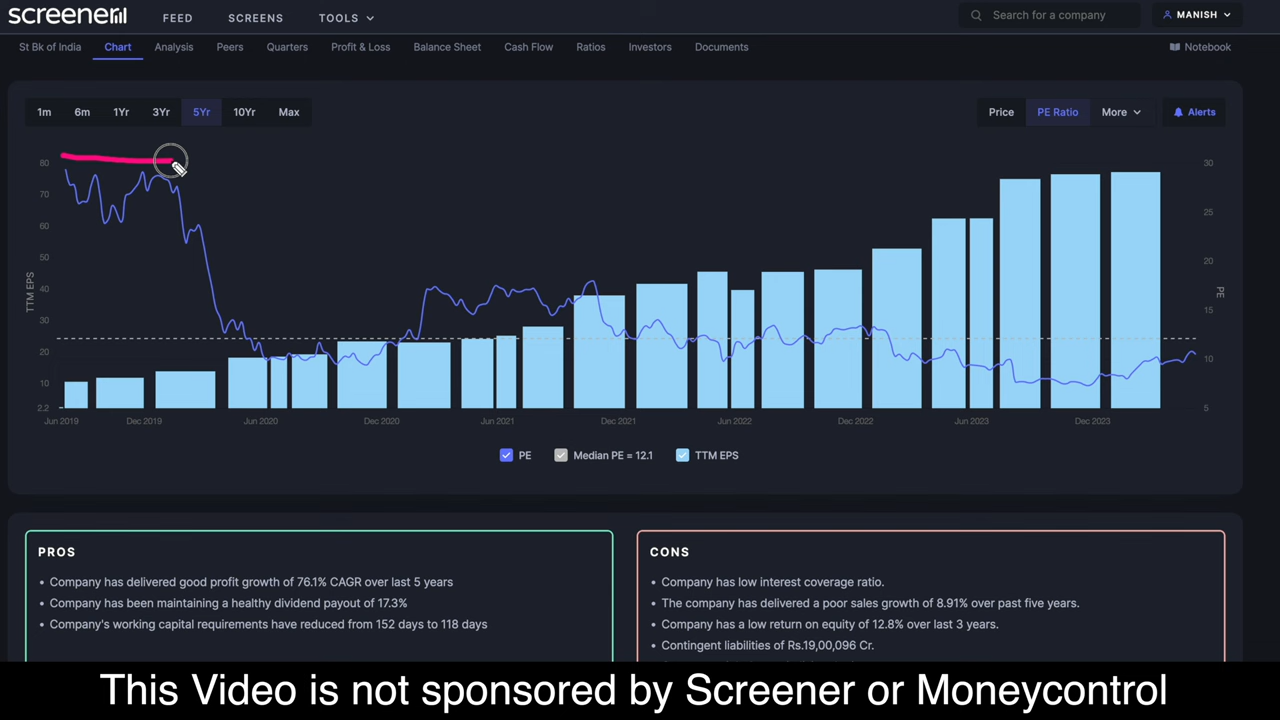 screener
FEED SCREENS TOOLS
Search for a company
MANISH
St Bk of India Chart Analysis Peers Quarters Profit & Loss Balance Sheet Cash Flow Ratios Investors Documents Notebook
1m 6m 1Yr 3Yr 5Yr 10Yr Max Price PE Ratio More Alerts
80
70
60
50
40
30
20
10
2.2
TTM EPS
30
25
20
15
10
5
PE
Jun 2019 Dec 2019 Jun 2020 Dec 2020 Jun 2021 Dec 2021 Jun 2022 Dec 2022 Jun 2023 Dec 2023
PE Median PE = 12.1 TTM EPS
PROS
• Company has delivered good profit growth of 76.1% CAGR over last 5 years
• Company has been maintaining a healthy dividend payout of 17.3%
• Company's working capital requirements have reduced from 152 days to 118 days
CONS
• Company has low interest coverage ratio.
• The company has delivered a poor sales growth of 8.91% over past five years.
• Company has a low return on equity of 12.8% over last 3 years.
• Contingent liabilities of Rs.19,00,096 Cr.
This Video is not sponsored by Screener or Moneycontrol